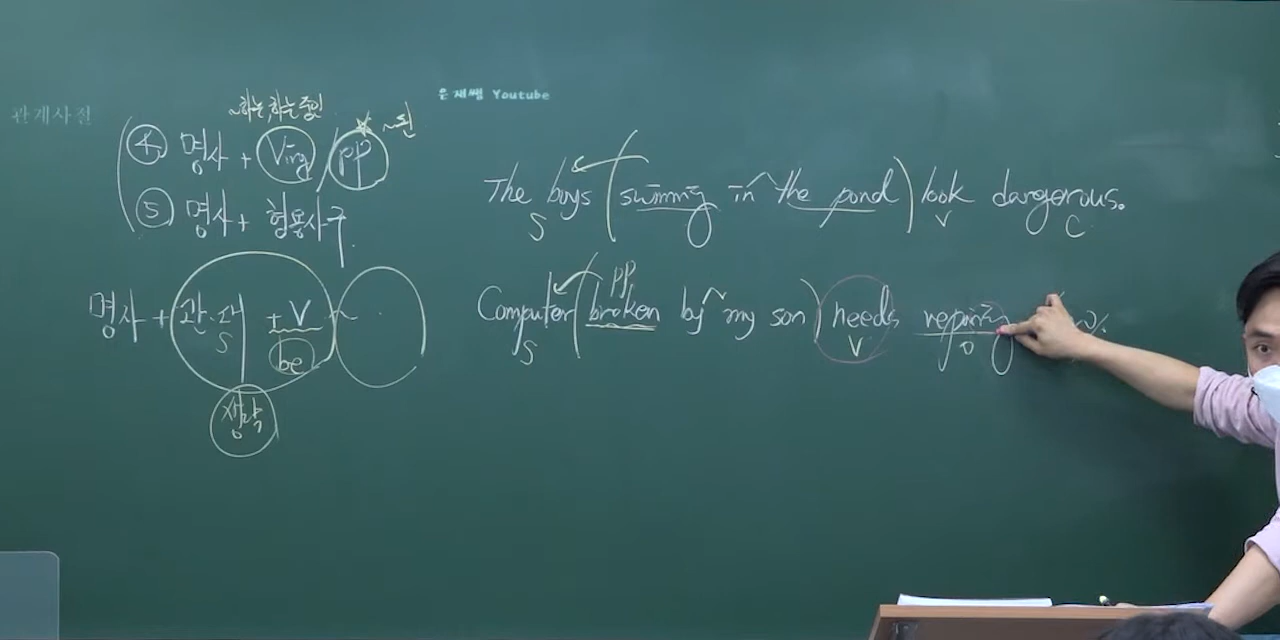 관계사절
은재쌤 Youtube
~하는, 하는 중인
~된
④ 명사 + Ving / pp
⑤ 명사 + 형용사구
명사 + 관·대 + V ~
S
be
생략
The boys (swimming in the pond) look dangerous.
S V C
pp
Computer (broken by my son) needs repairing
S V O